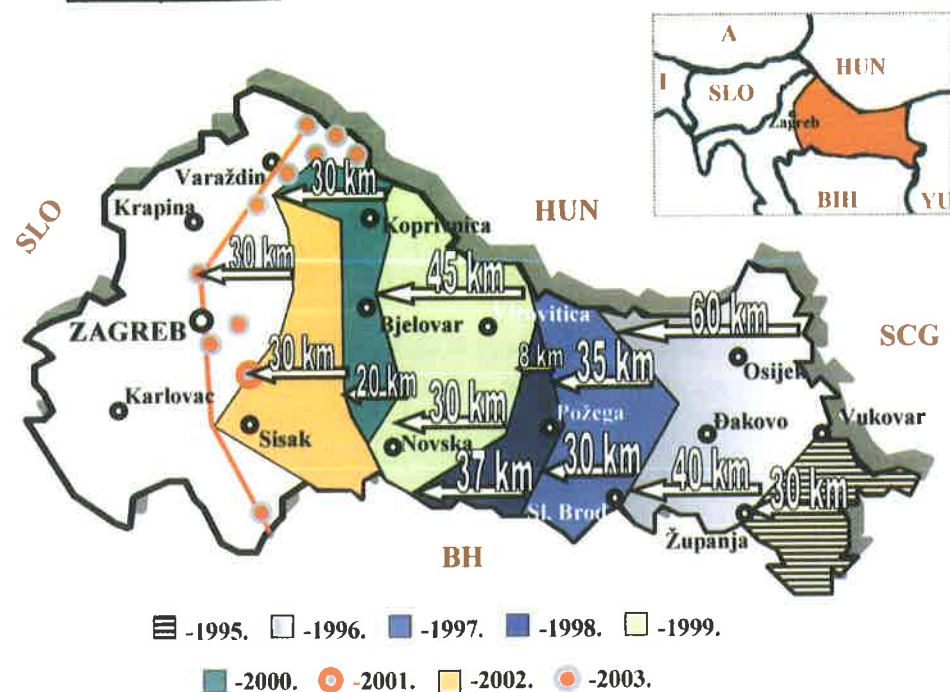 A
HUN
I
SLO
Zagreb
BIH
YU
SLO
HUN
SCG
BH
Varaždin
Krapina
Koprivnica
ZAGREB
Bjelovar
Virovitica
Osijek
Karlovac
Sisak
Novska
Požega
Đakovo
Vukovar
Sl. Brod
Županja
30 km
30 km
45 km
60 km
30 km
20 km
8 km
35 km
30 km
37 km
30 km
40 km
30 km
-1995. -1996. -1997. -1998. -1999.
-2000. -2001. -2002. -2003.